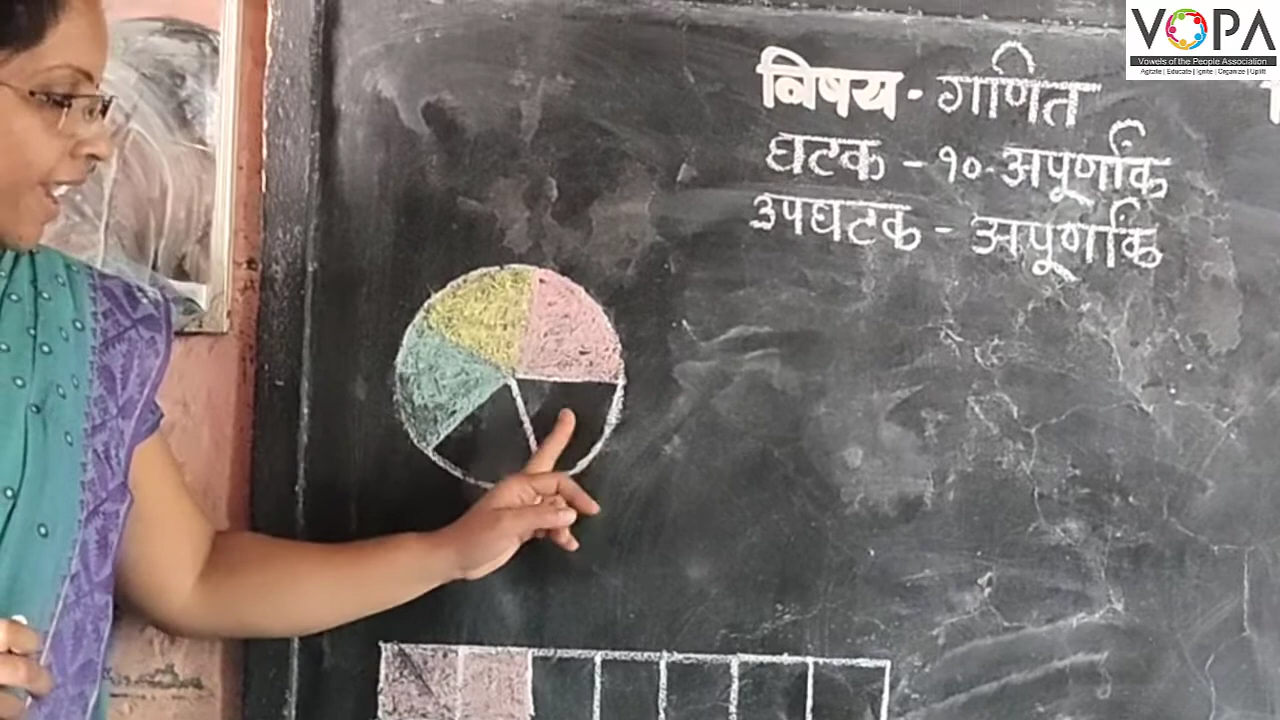 VOPA
Vowels of the People Association
Agitate | Educate | Ignite | Organize | Uplift
विषय - गणित
घटक - १०. अपूर्णांक
उपघटक - अपूर्णांक